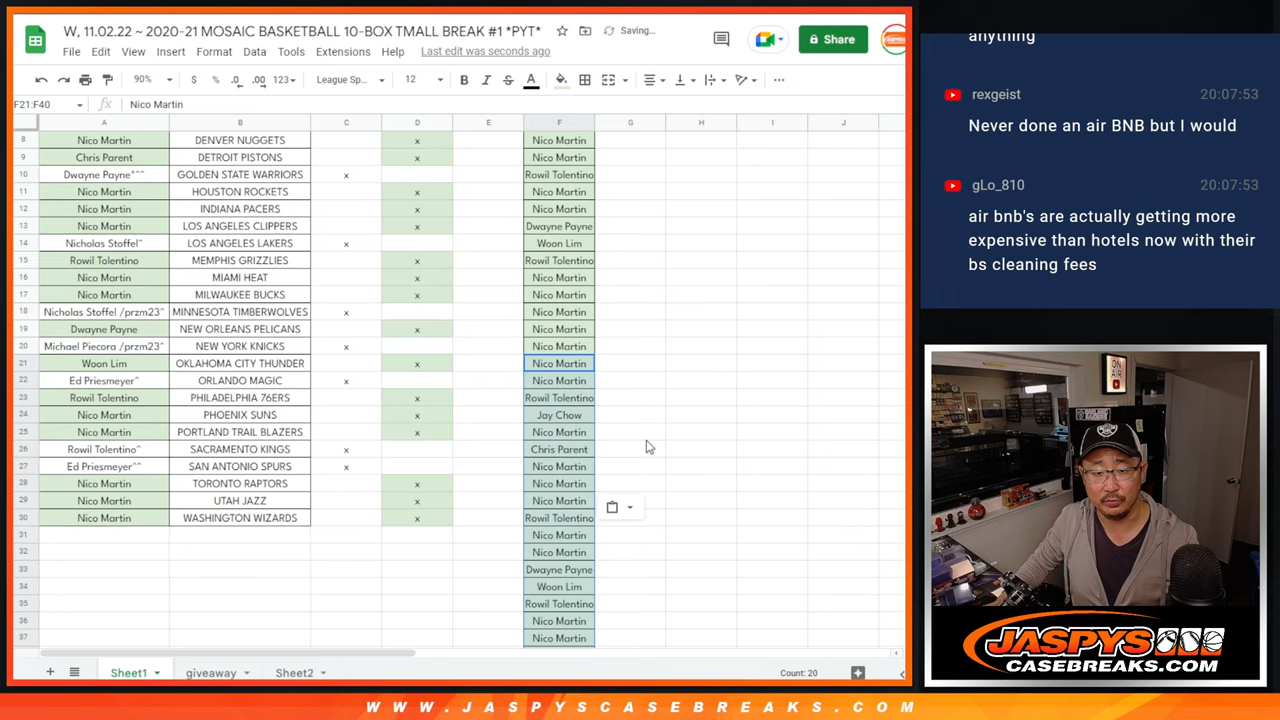 W, 11.02.22 ~ 2020-21 MOSAIC BASKETBALL 10-BOX TMALL BREAK #1 *PYT*
Saving...
File Edit View Insert Format Data Tools Extensions Help Last edit was seconds ago
Share
90% $ % .0 .00 123 League Sp... 12 B I S A
F21:F40 fx Nico Martin
A B C D E F G H I J
8 Nico Martin DENVER NUGGETS x Nico Martin
9 Chris Parent DETROIT PISTONS x Nico Martin
10 Dwayne Payne*^^ GOLDEN STATE WARRIORS x Rowil Tolentino
11 Nico Martin HOUSTON ROCKETS x Nico Martin
12 Nico Martin INDIANA PACERS x Nico Martin
13 Nico Martin LOS ANGELES CLIPPERS x Dwayne Payne
14 Nicholas Stoffel^ LOS ANGELES LAKERS x Woon Lim
15 Rowil Tolentino MEMPHIS GRIZZLIES x Rowil Tolentino
16 Nico Martin MIAMI HEAT x Nico Martin
17 Nico Martin MILWAUKEE BUCKS x Nico Martin
18 Nicholas Stoffel /przm23^ MINNESOTA TIMBERWOLVES x Nico Martin
19 Dwayne Payne NEW ORLEANS PELICANS x Nico Martin
20 Michael Piecora /przm23^ NEW YORK KNICKS x Nico Martin
21 Woon Lim OKLAHOMA CITY THUNDER x Nico Martin
22 Ed Priesmeyer^ ORLANDO MAGIC x Nico Martin
23 Rowil Tolentino PHILADELPHIA 76ERS x Rowil Tolentino
24 Nico Martin PHOENIX SUNS x Jay Chow
25 Nico Martin PORTLAND TRAIL BLAZERS x Nico Martin
26 Rowil Tolentino^ SACRAMENTO KINGS x Chris Parent
27 Ed Priesmeyer^^ SAN ANTONIO SPURS x Nico Martin
28 Nico Martin TORONTO RAPTORS x Nico Martin
29 Nico Martin UTAH JAZZ x Nico Martin
30 Nico Martin WASHINGTON WIZARDS x Rowil Tolentino
31 Nico Martin
32 Nico Martin
33 Dwayne Payne
34 Woon Lim
35 Rowil Tolentino
36 Nico Martin
37 Nico Martin
Sheet1 giveaway Sheet2 Count: 20
anything
rexgeist 20:07:53
Never done an air BNB but I would
gLo_810 20:07:53
air bnb's are actually getting more
expensive than hotels now with their
bs cleaning fees
ON
AIR
JASPYS
CASEBREAKS.COM
WWW.JASPYSCASEBREAKS.COM